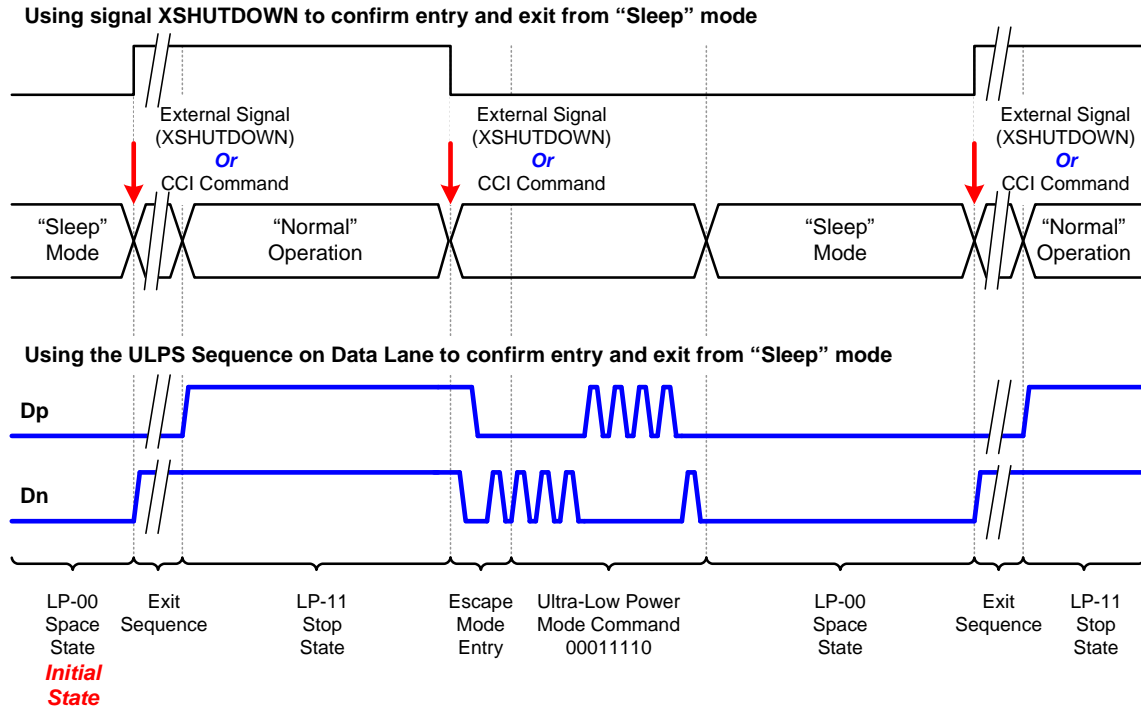 Using signal XSHUTDOWN to confirm entry and exit from “Sleep” mode
External Signal
(XSHUTDOWN)
Or
CCI Command
External Signal
(XSHUTDOWN)
Or
CCI Command
External Signal
(XSHUTDOWN)
Or
CCI Command
“Sleep”
Mode
“Normal”
Operation
“Sleep”
Mode
“Normal”
Operation
Using the ULPS Sequence on Data Lane to confirm entry and exit from “Sleep” mode
Dp
Dn
LP-00
Space
State
Initial
State
Exit
Sequence
LP-11
Stop
State
Escape
Mode
Entry
Ultra-Low Power
Mode Command
00011110
LP-00
Space
State
Exit
Sequence
LP-11
Stop
State